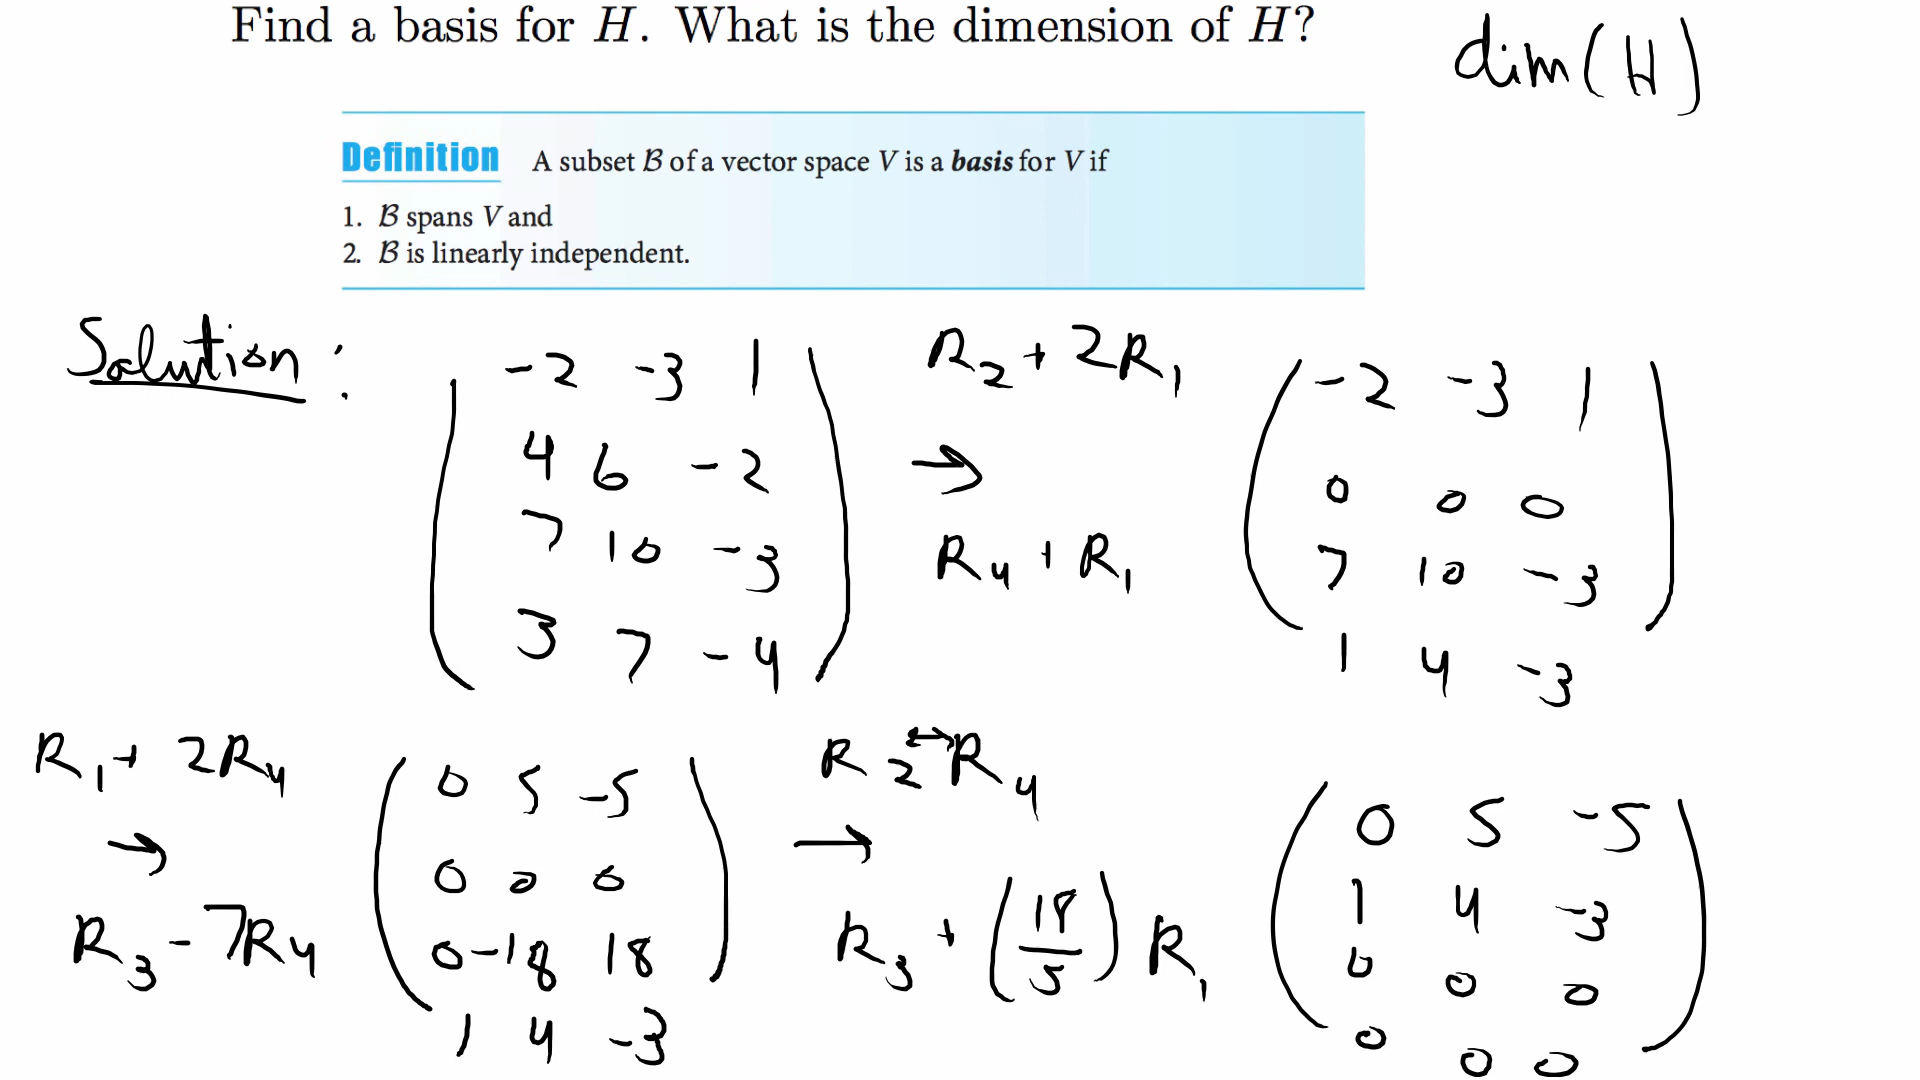 Find a basis for H. What is the dimension of H?
dim(H)
Definition A subset ℬ of a vector space V is a basis for V if
1. ℬ spans V and
2. ℬ is linearly independent.
Solution:
-2 -3 1
4 6 -2
7 10 -3
3 7 -4
R₂ + 2R₁
→
R₄ + R₁
-2 -3 1
0 0 0
7 10 -3
1 4 -3
R₁ + 2R₄
→
R₃ - 7R₄
0 5 -5
0 0 0
0 -18 18
1 4 -3
R₂ ↔ R₄
→
R₃ + (18/5) R₁
0 5 -5
1 4 -3
0 0 0
0 0 0